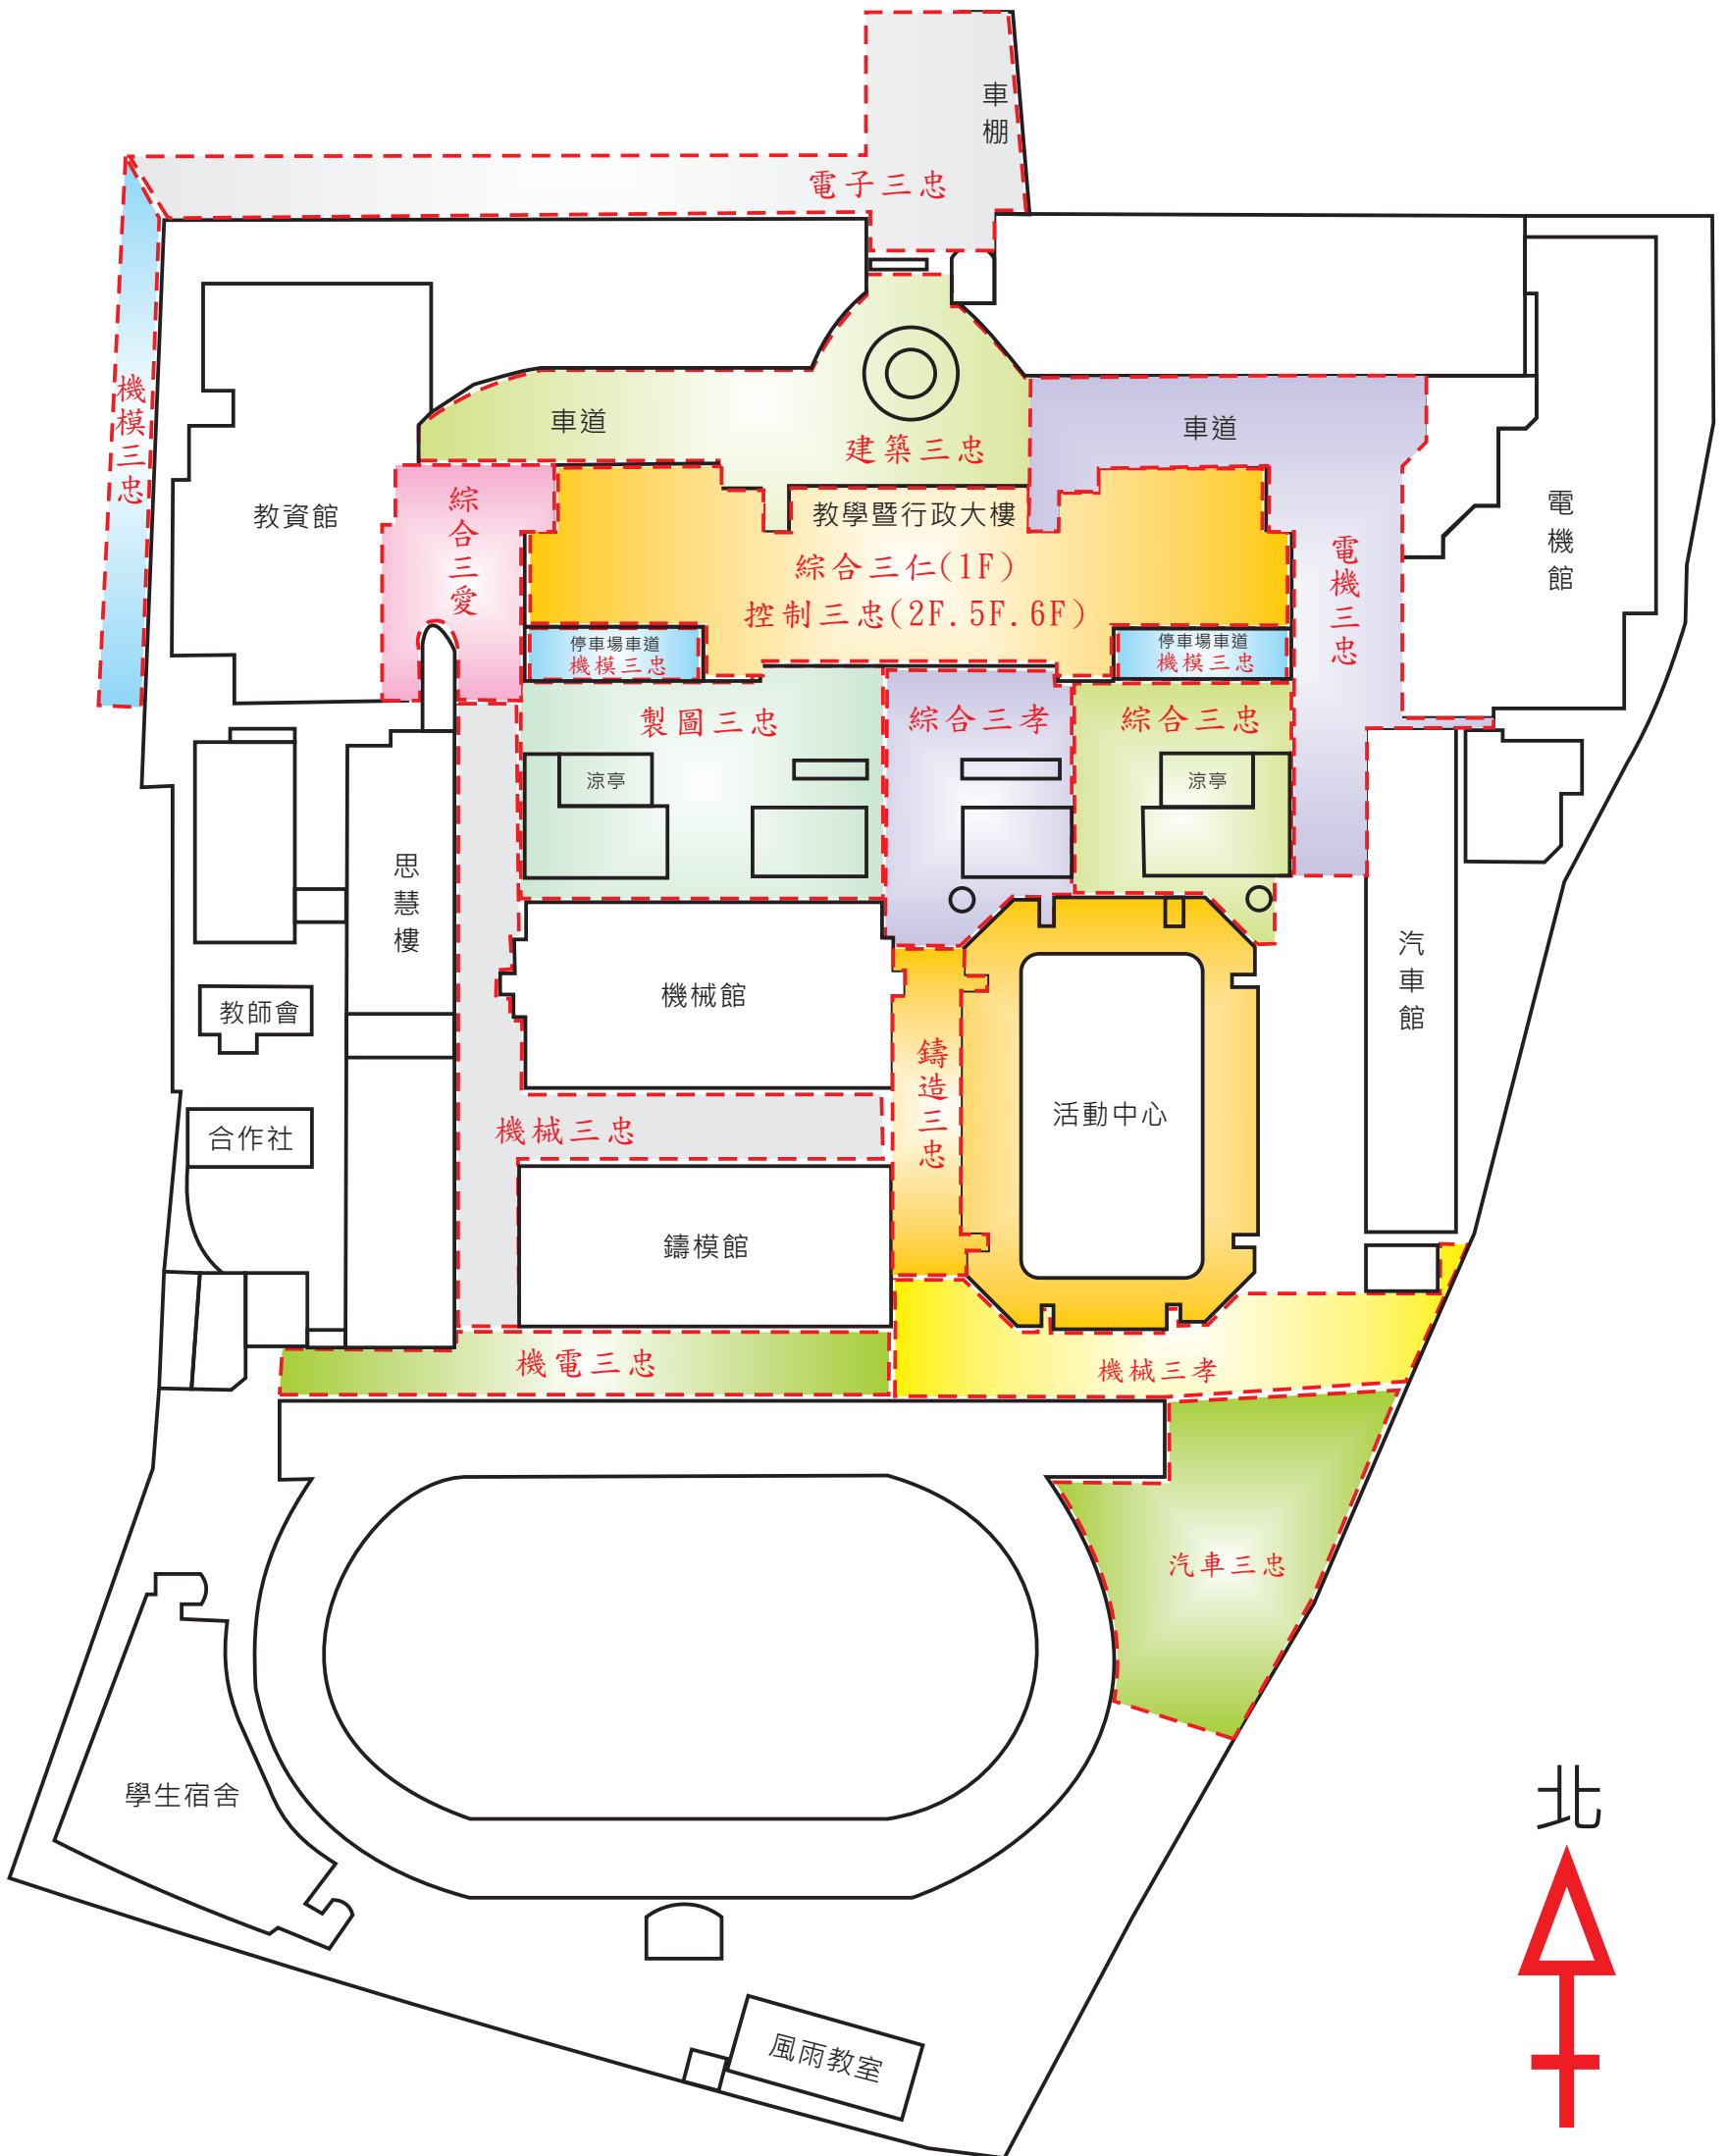 車棚
電子三忠
機模三忠
車道
車道
建築三忠
教資館
綜合三愛
教學暨行政大樓
綜合三仁(1F)
控制三忠(2F.5F.6F)
電機三忠
電機館
停車場車道
機模三忠
停車場車道
機模三忠
製圖三忠
綜合三孝
綜合三忠
涼亭
涼亭
思慧樓
汽車館
機械館
教師會
鑄造三忠
活動中心
合作社
機械三忠
鑄模館
機電三忠
機械三孝
汽車三忠
學生宿舍
北
風雨教室